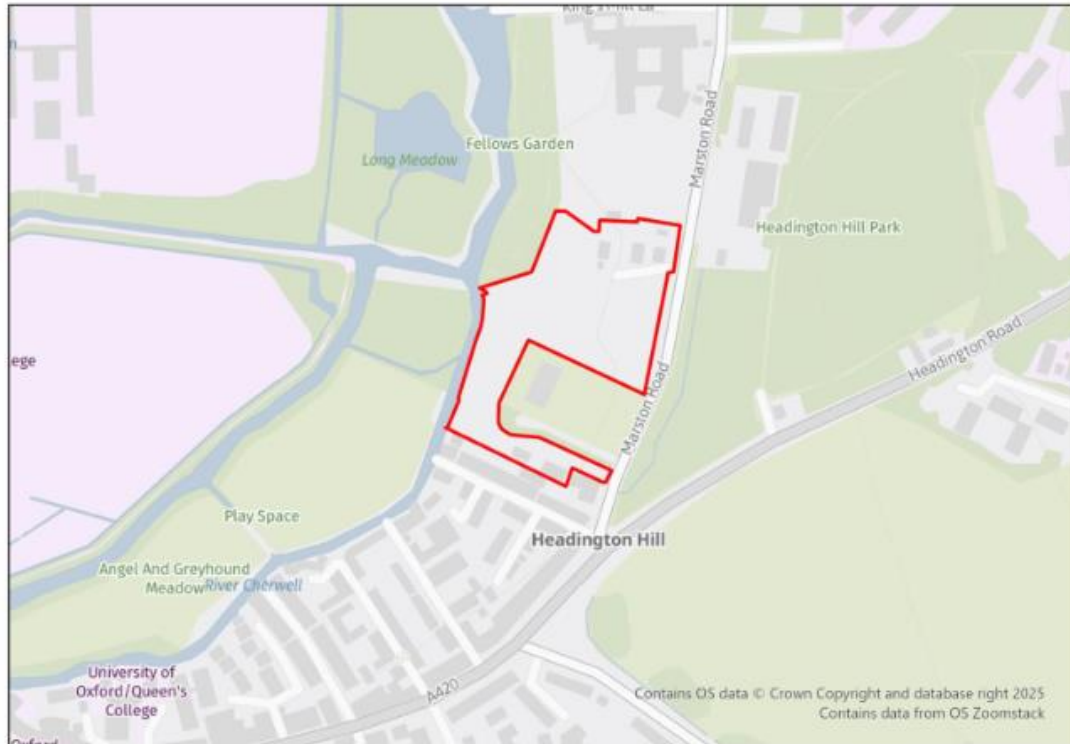 Fellows Garden
Long Meadow
Marston Road
Headington Hill Park
Headington Road
ege
Marston Road
Play Space
Headington Hill
Angel And Greyhound
Meadow
River Cherwell
University of
Oxford/Queen's
College
A420
Contains OS data © Crown Copyright and database right 2025
Contains data from OS Zoomstack